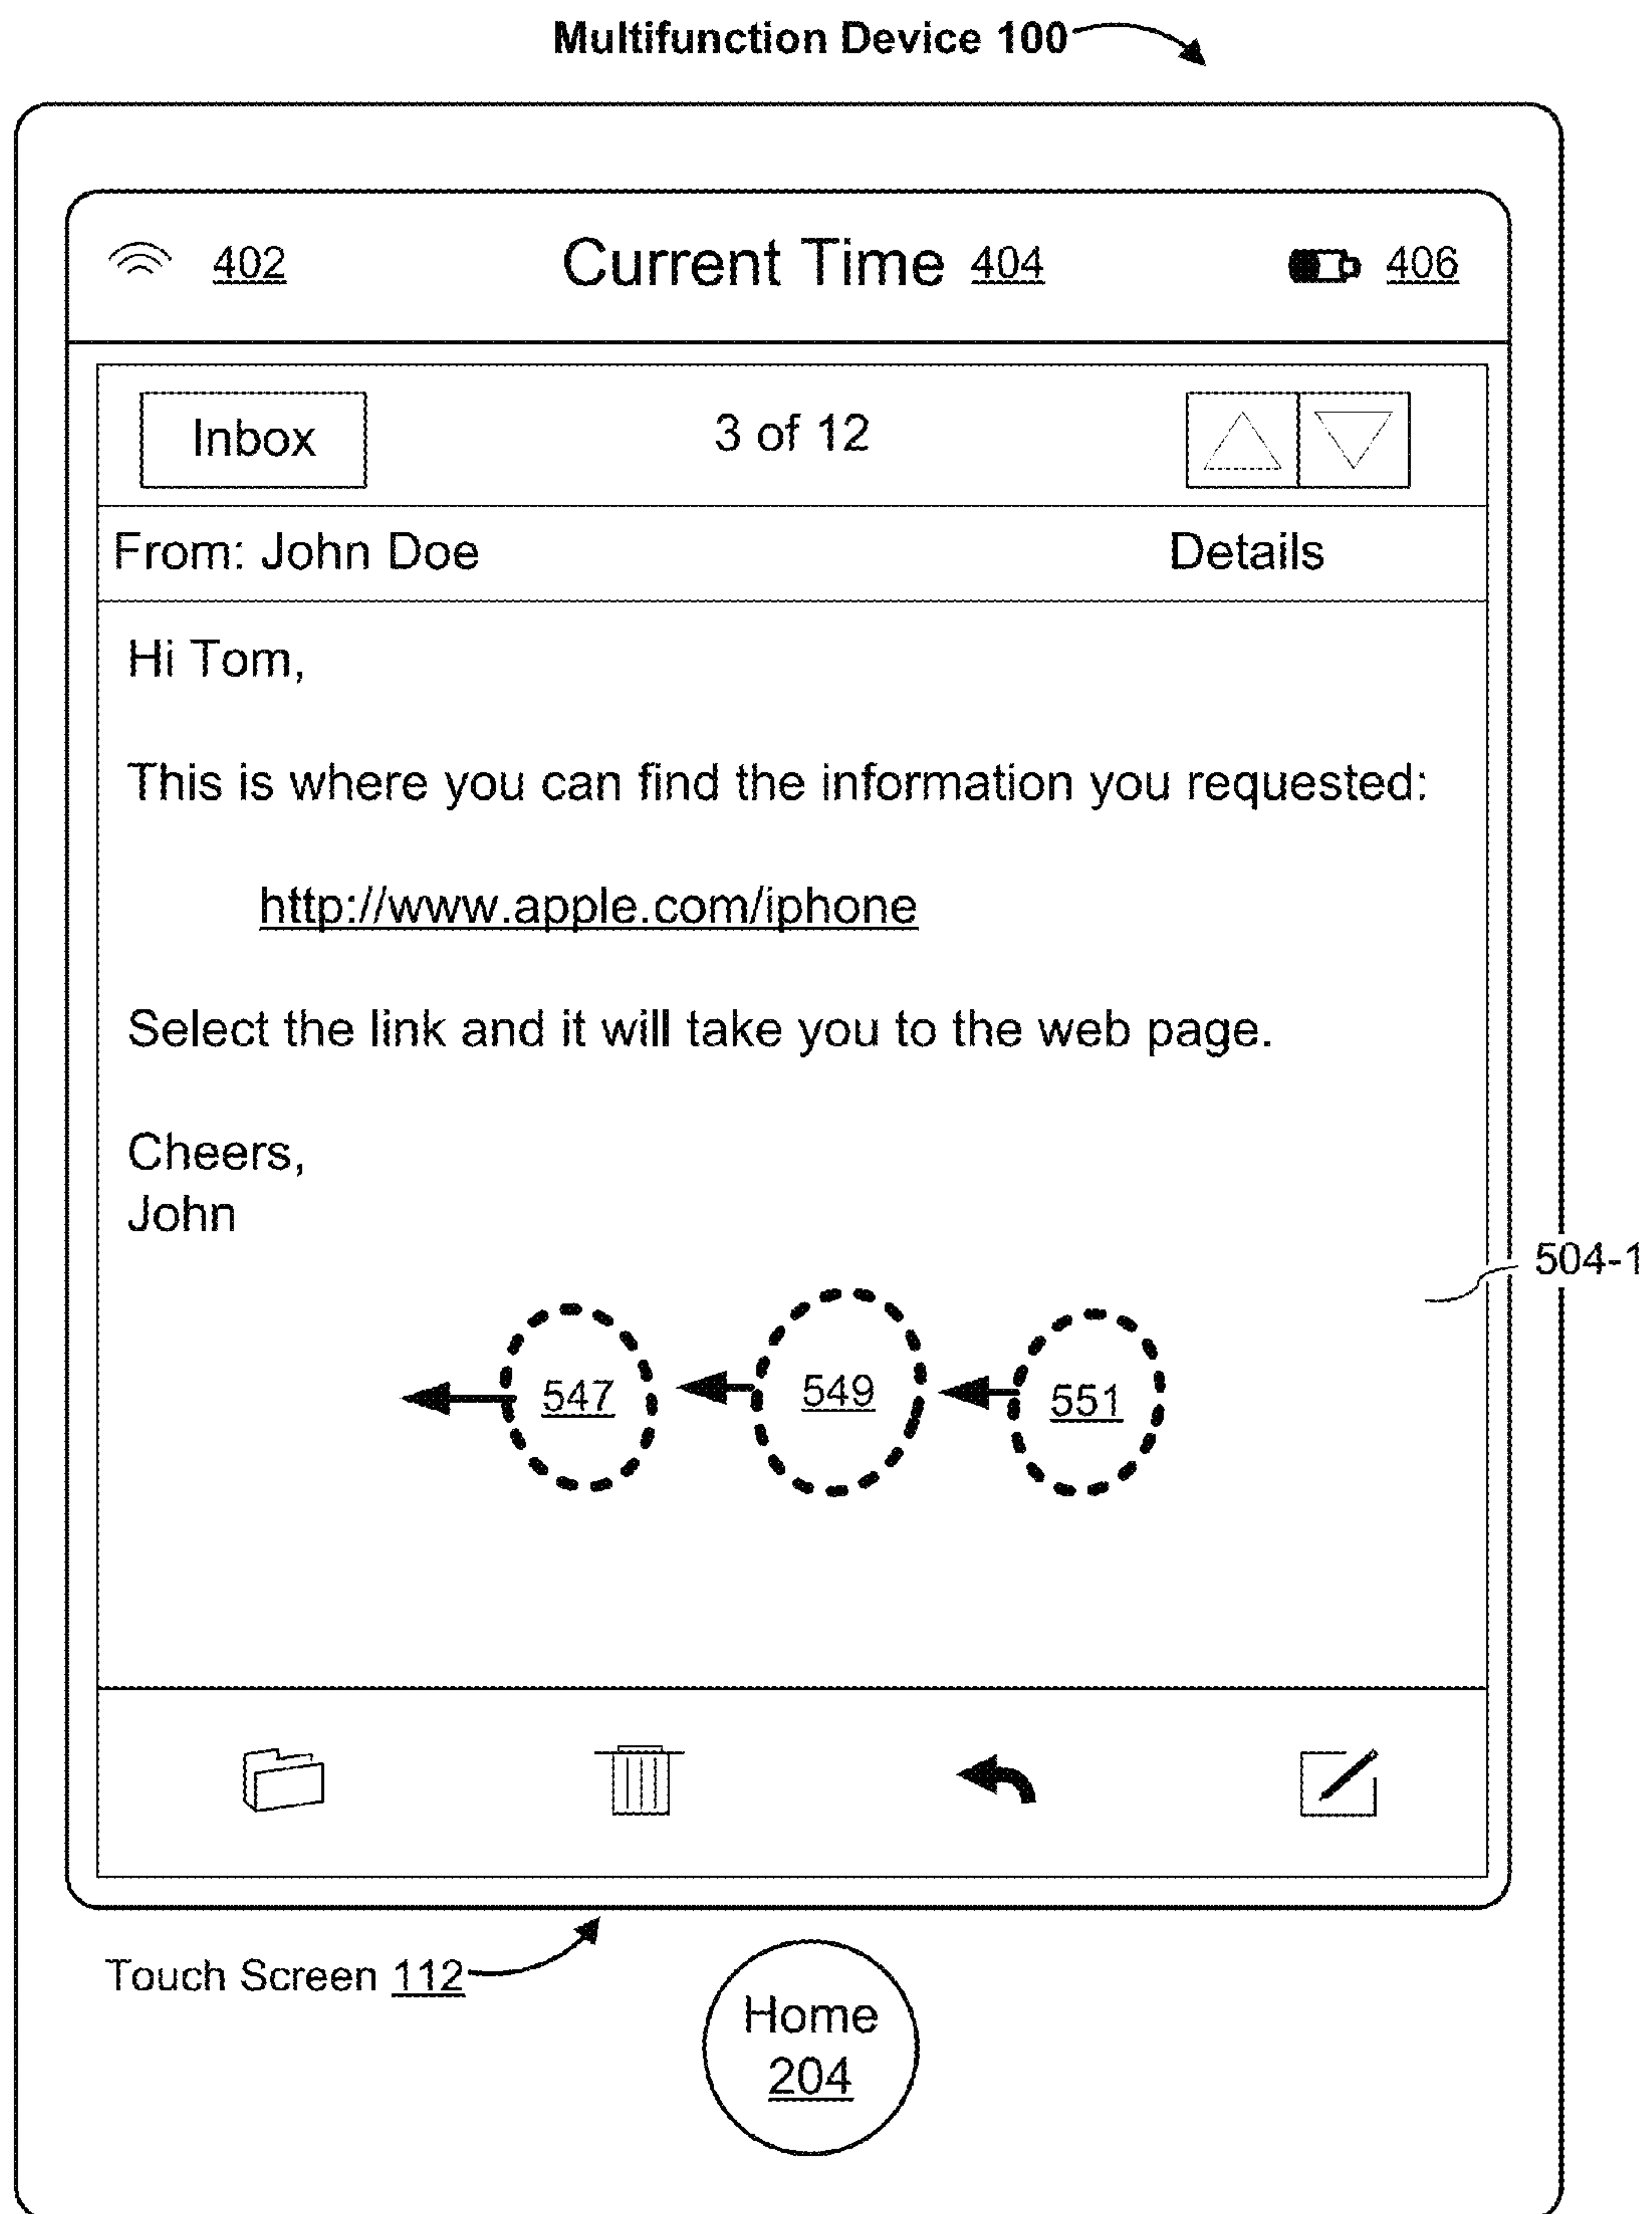 Multifunction Device 100
402 Current Time 404 406
Inbox 3 of 12
From: John Doe Details
Hi Tom,
This is where you can find the information you requested:
http://www.apple.com/iphone
Select the link and it will take you to the web page.
Cheers,
John
504-1
547 549 551
Touch Screen 112
Home
204